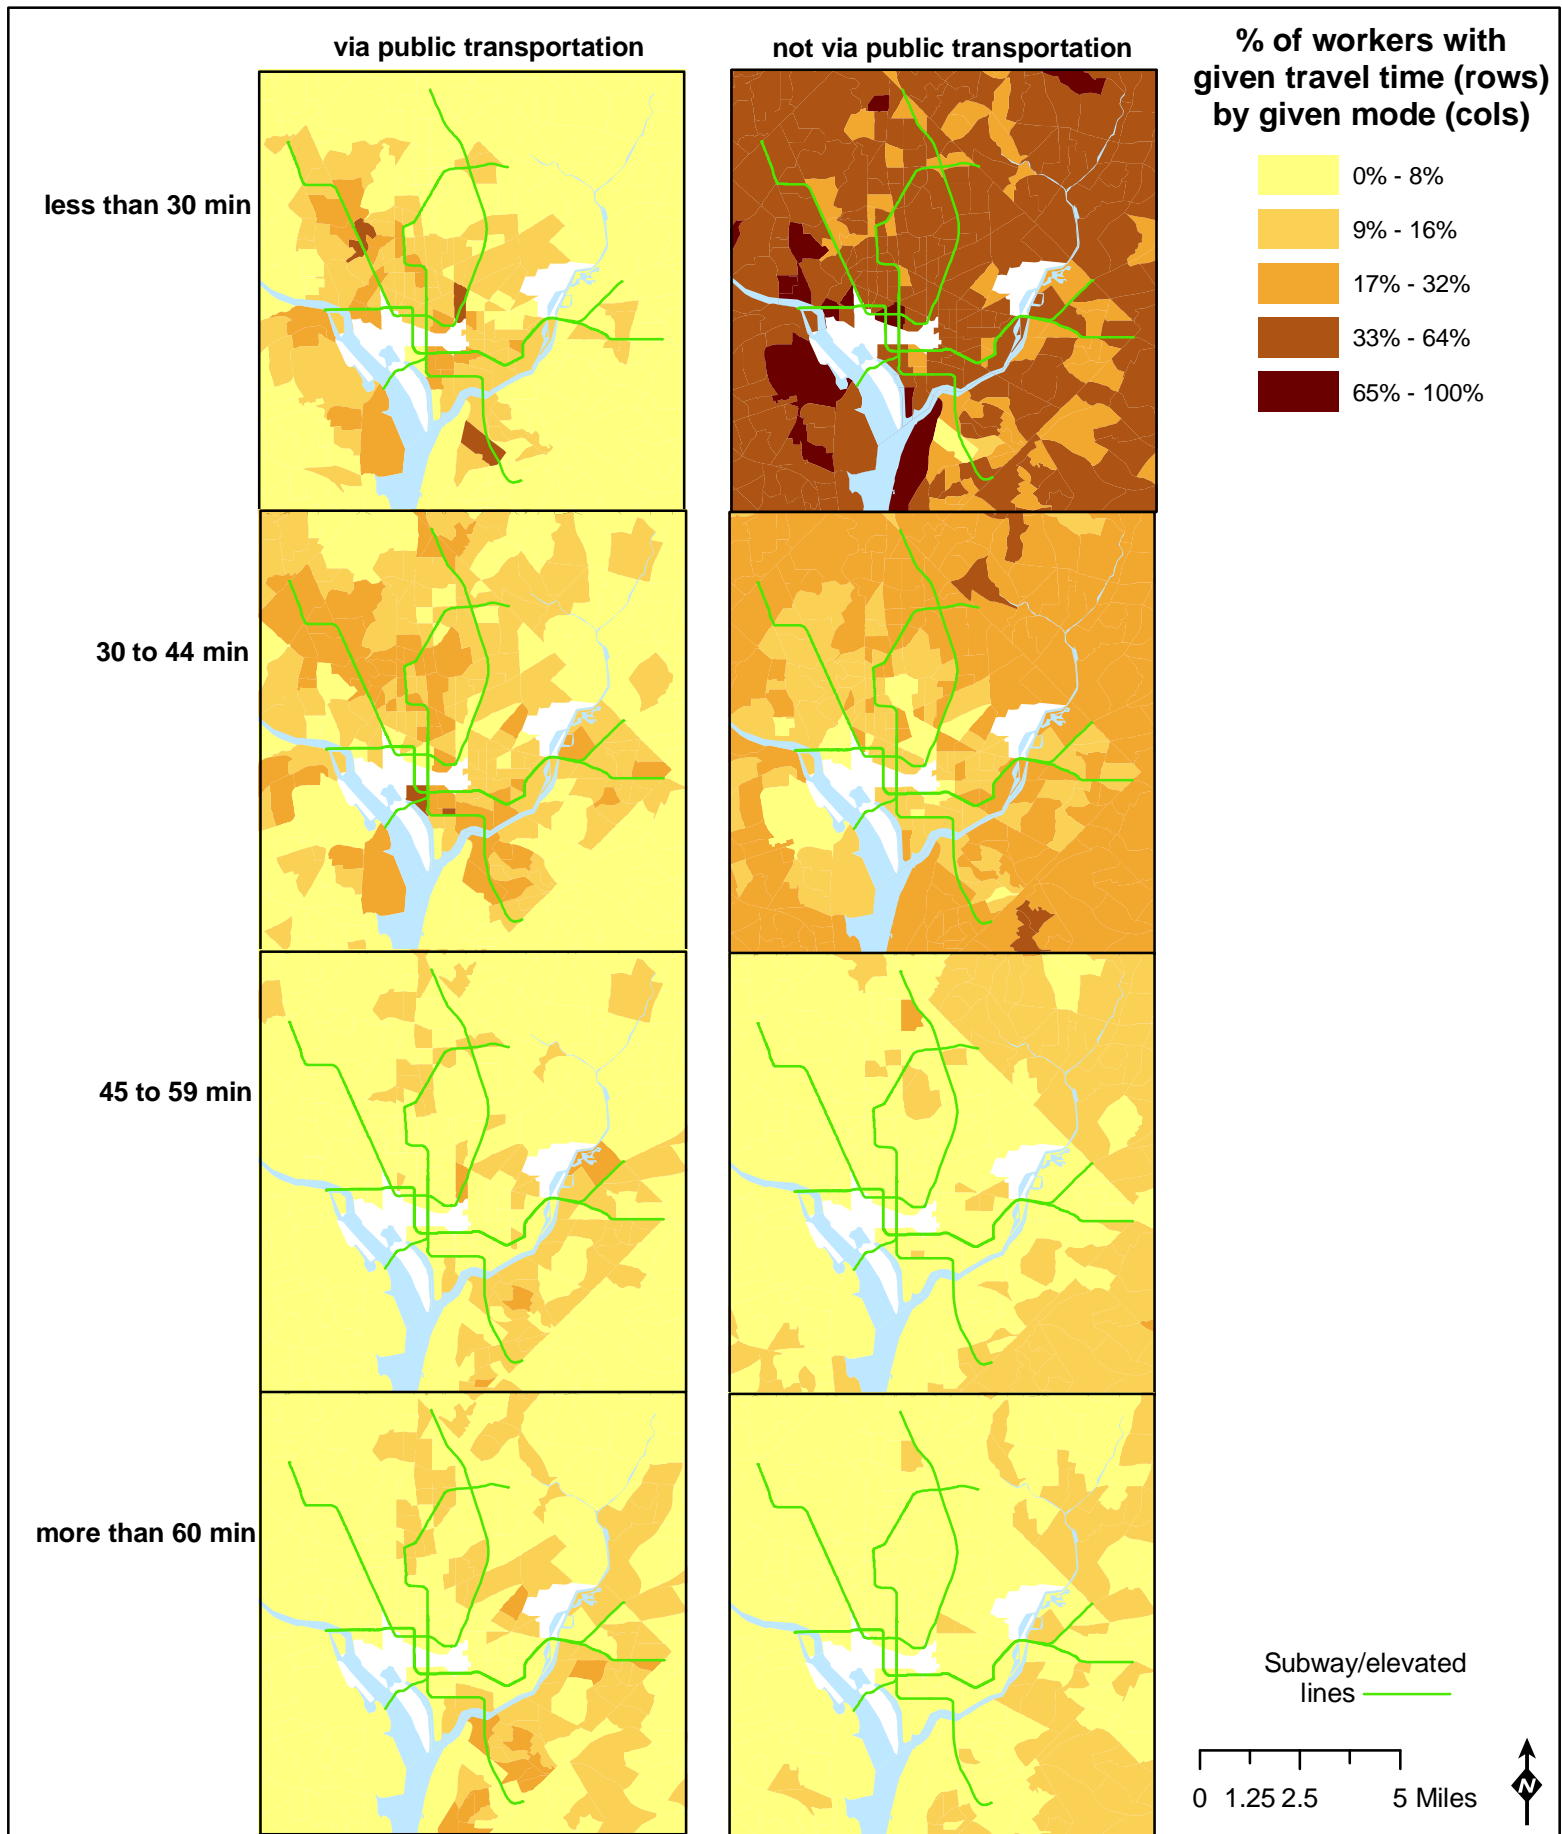 via public transportation
not via public transportation
% of workers with
given travel time (rows)
by given mode (cols)
0% - 8%
9% - 16%
17% - 32%
33% - 64%
65% - 100%
less than 30 min
30 to 44 min
45 to 59 min
more than 60 min
Subway/elevated
lines
0 1.25 2.5 5 Miles
N